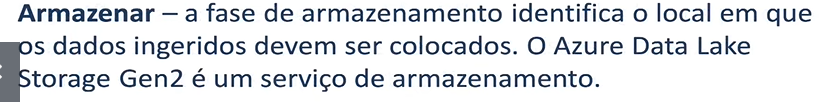 Armazenar – a fase de armazenamento identifica o local em que
os dados ingeridos devem ser colocados. O Azure Data Lake
Storage Gen2 é um serviço de armazenamento.